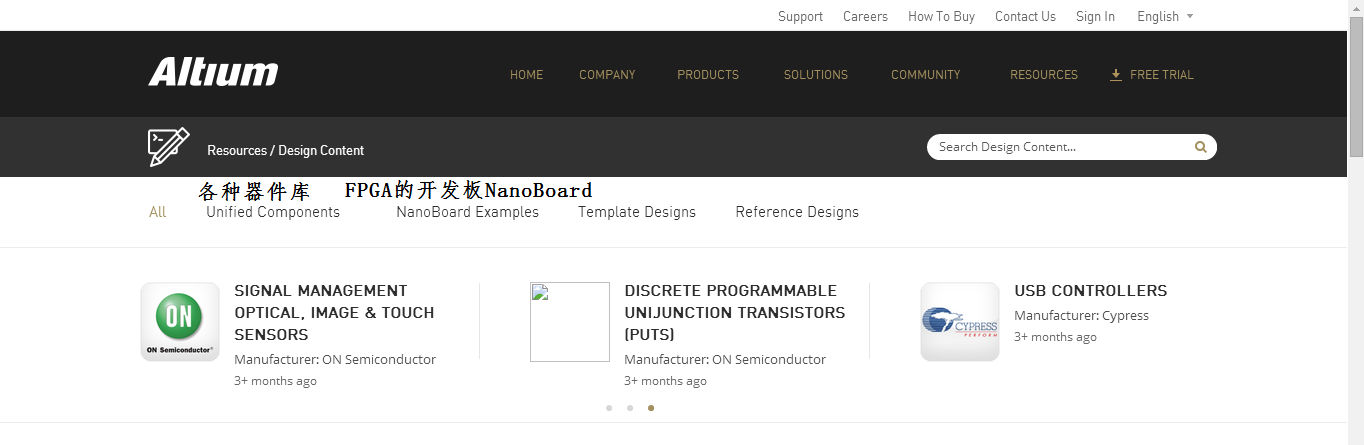 Support Careers How To Buy Contact Us Sign In English
Altium
HOME COMPANY PRODUCTS SOLUTIONS COMMUNITY RESOURCES FREE TRIAL
Resources / Design Content
Search Design Content...
各种器件库 FPGA的开发板NanoBoard
All Unified Components NanoBoard Examples Template Designs Reference Designs
ON
ON Semiconductor®
SIGNAL MANAGEMENT
OPTICAL, IMAGE & TOUCH
SENSORS
Manufacturer: ON Semiconductor
3+ months ago
DISCRETE PROGRAMMABLE
UNIJUNCTION TRANSISTORS
(PUTS)
Manufacturer: ON Semiconductor
3+ months ago
CYPRESS
PERFORM
USB CONTROLLERS
Manufacturer: Cypress
3+ months ago